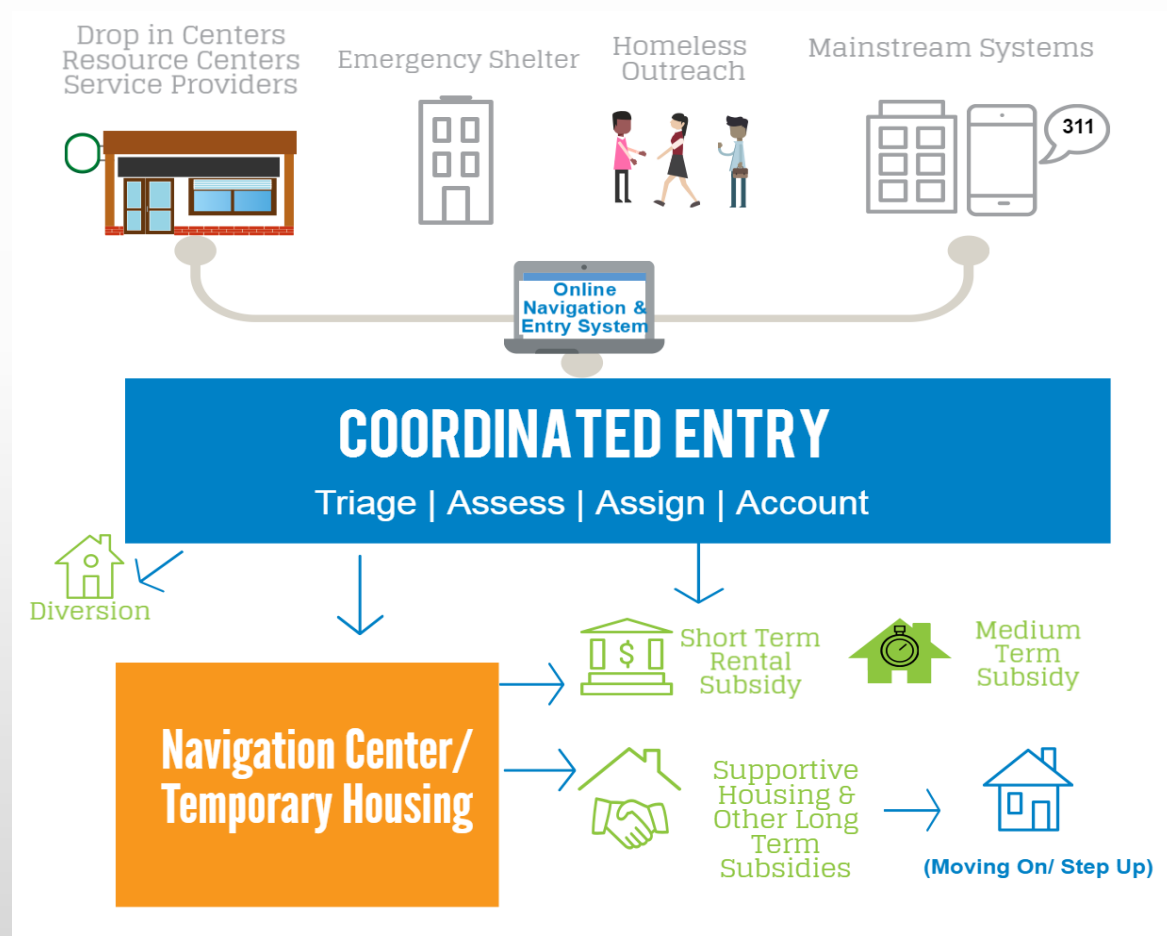 Drop in Centers
Resource Centers
Service Providers
Emergency Shelter
Homeless
Outreach
Mainstream Systems
311
Online
Navigation &
Entry System
COORDINATED ENTRY
Triage | Assess | Assign | Account
Diversion
Short Term
Rental
Subsidy
$
Medium
Term
Subsidy
Navigation Center/
Temporary Housing
Supportive
Housing &
Other Long
Term
Subsidies
(Moving On/ Step Up)